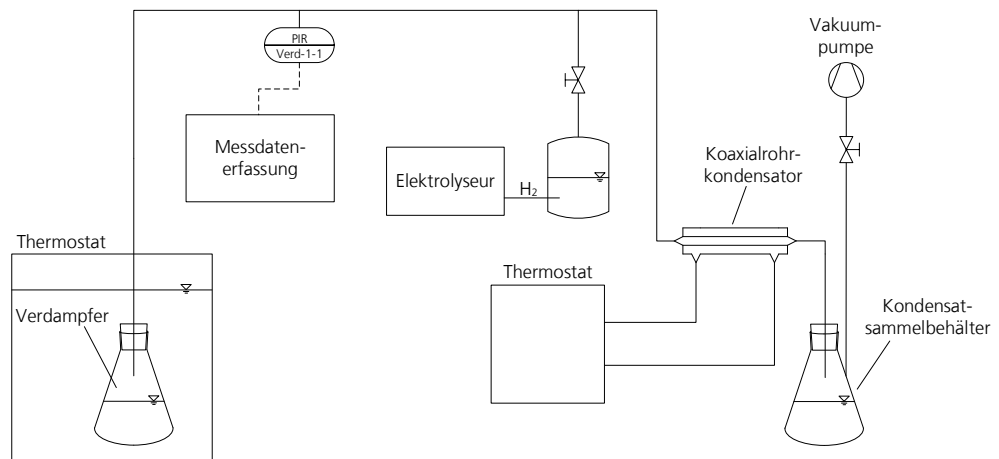 PIR
Verd-1-1
Vakuum-
pumpe
Messdaten-
erfassung
Elektrolyseur
H₂
Koaxialrohr-
kondensator
Thermostat
Verdampfer
Thermostat
Kondensat-
sammelbehälter